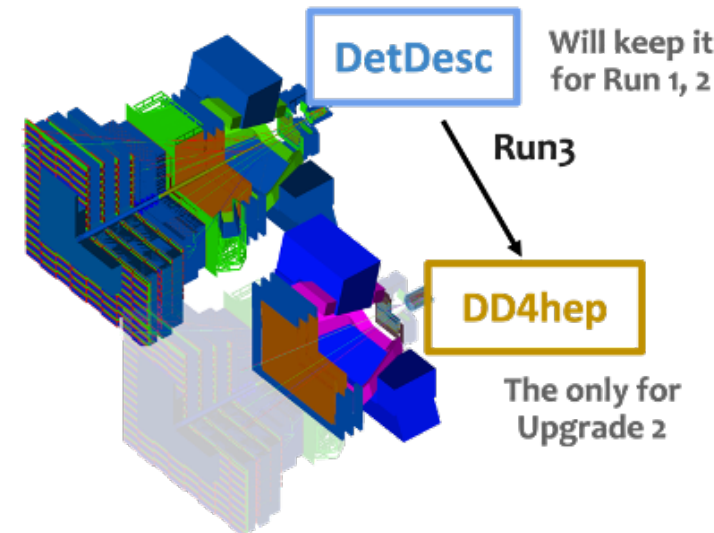 DetDesc
Will keep it
for Run 1, 2
Run3
DD4hep
The only for
Upgrade 2